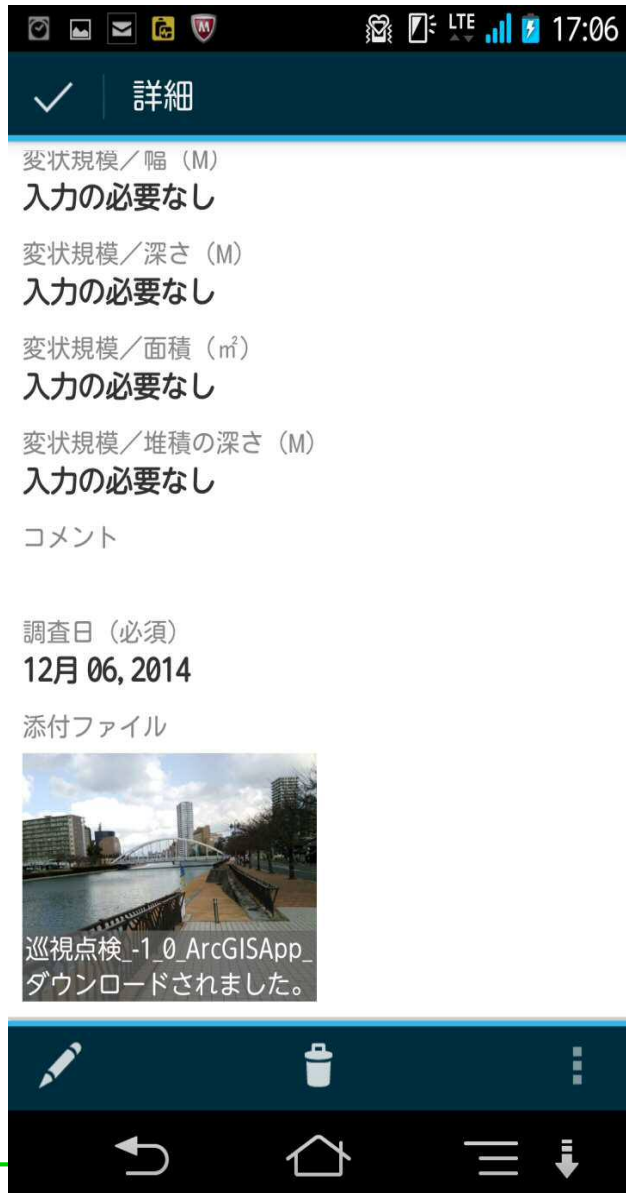 LTE 17:06
詳細
変状規模／幅（M）
入力の必要なし
変状規模／深さ（M）
入力の必要なし
変状規模／面積（㎡）
入力の必要なし
変状規模／堆積の深さ（M）
入力の必要なし
コメント
調査日（必須）
12月 06, 2014
添付ファイル
巡視点検_-1_0_ArcGISApp_
ダウンロードされました。